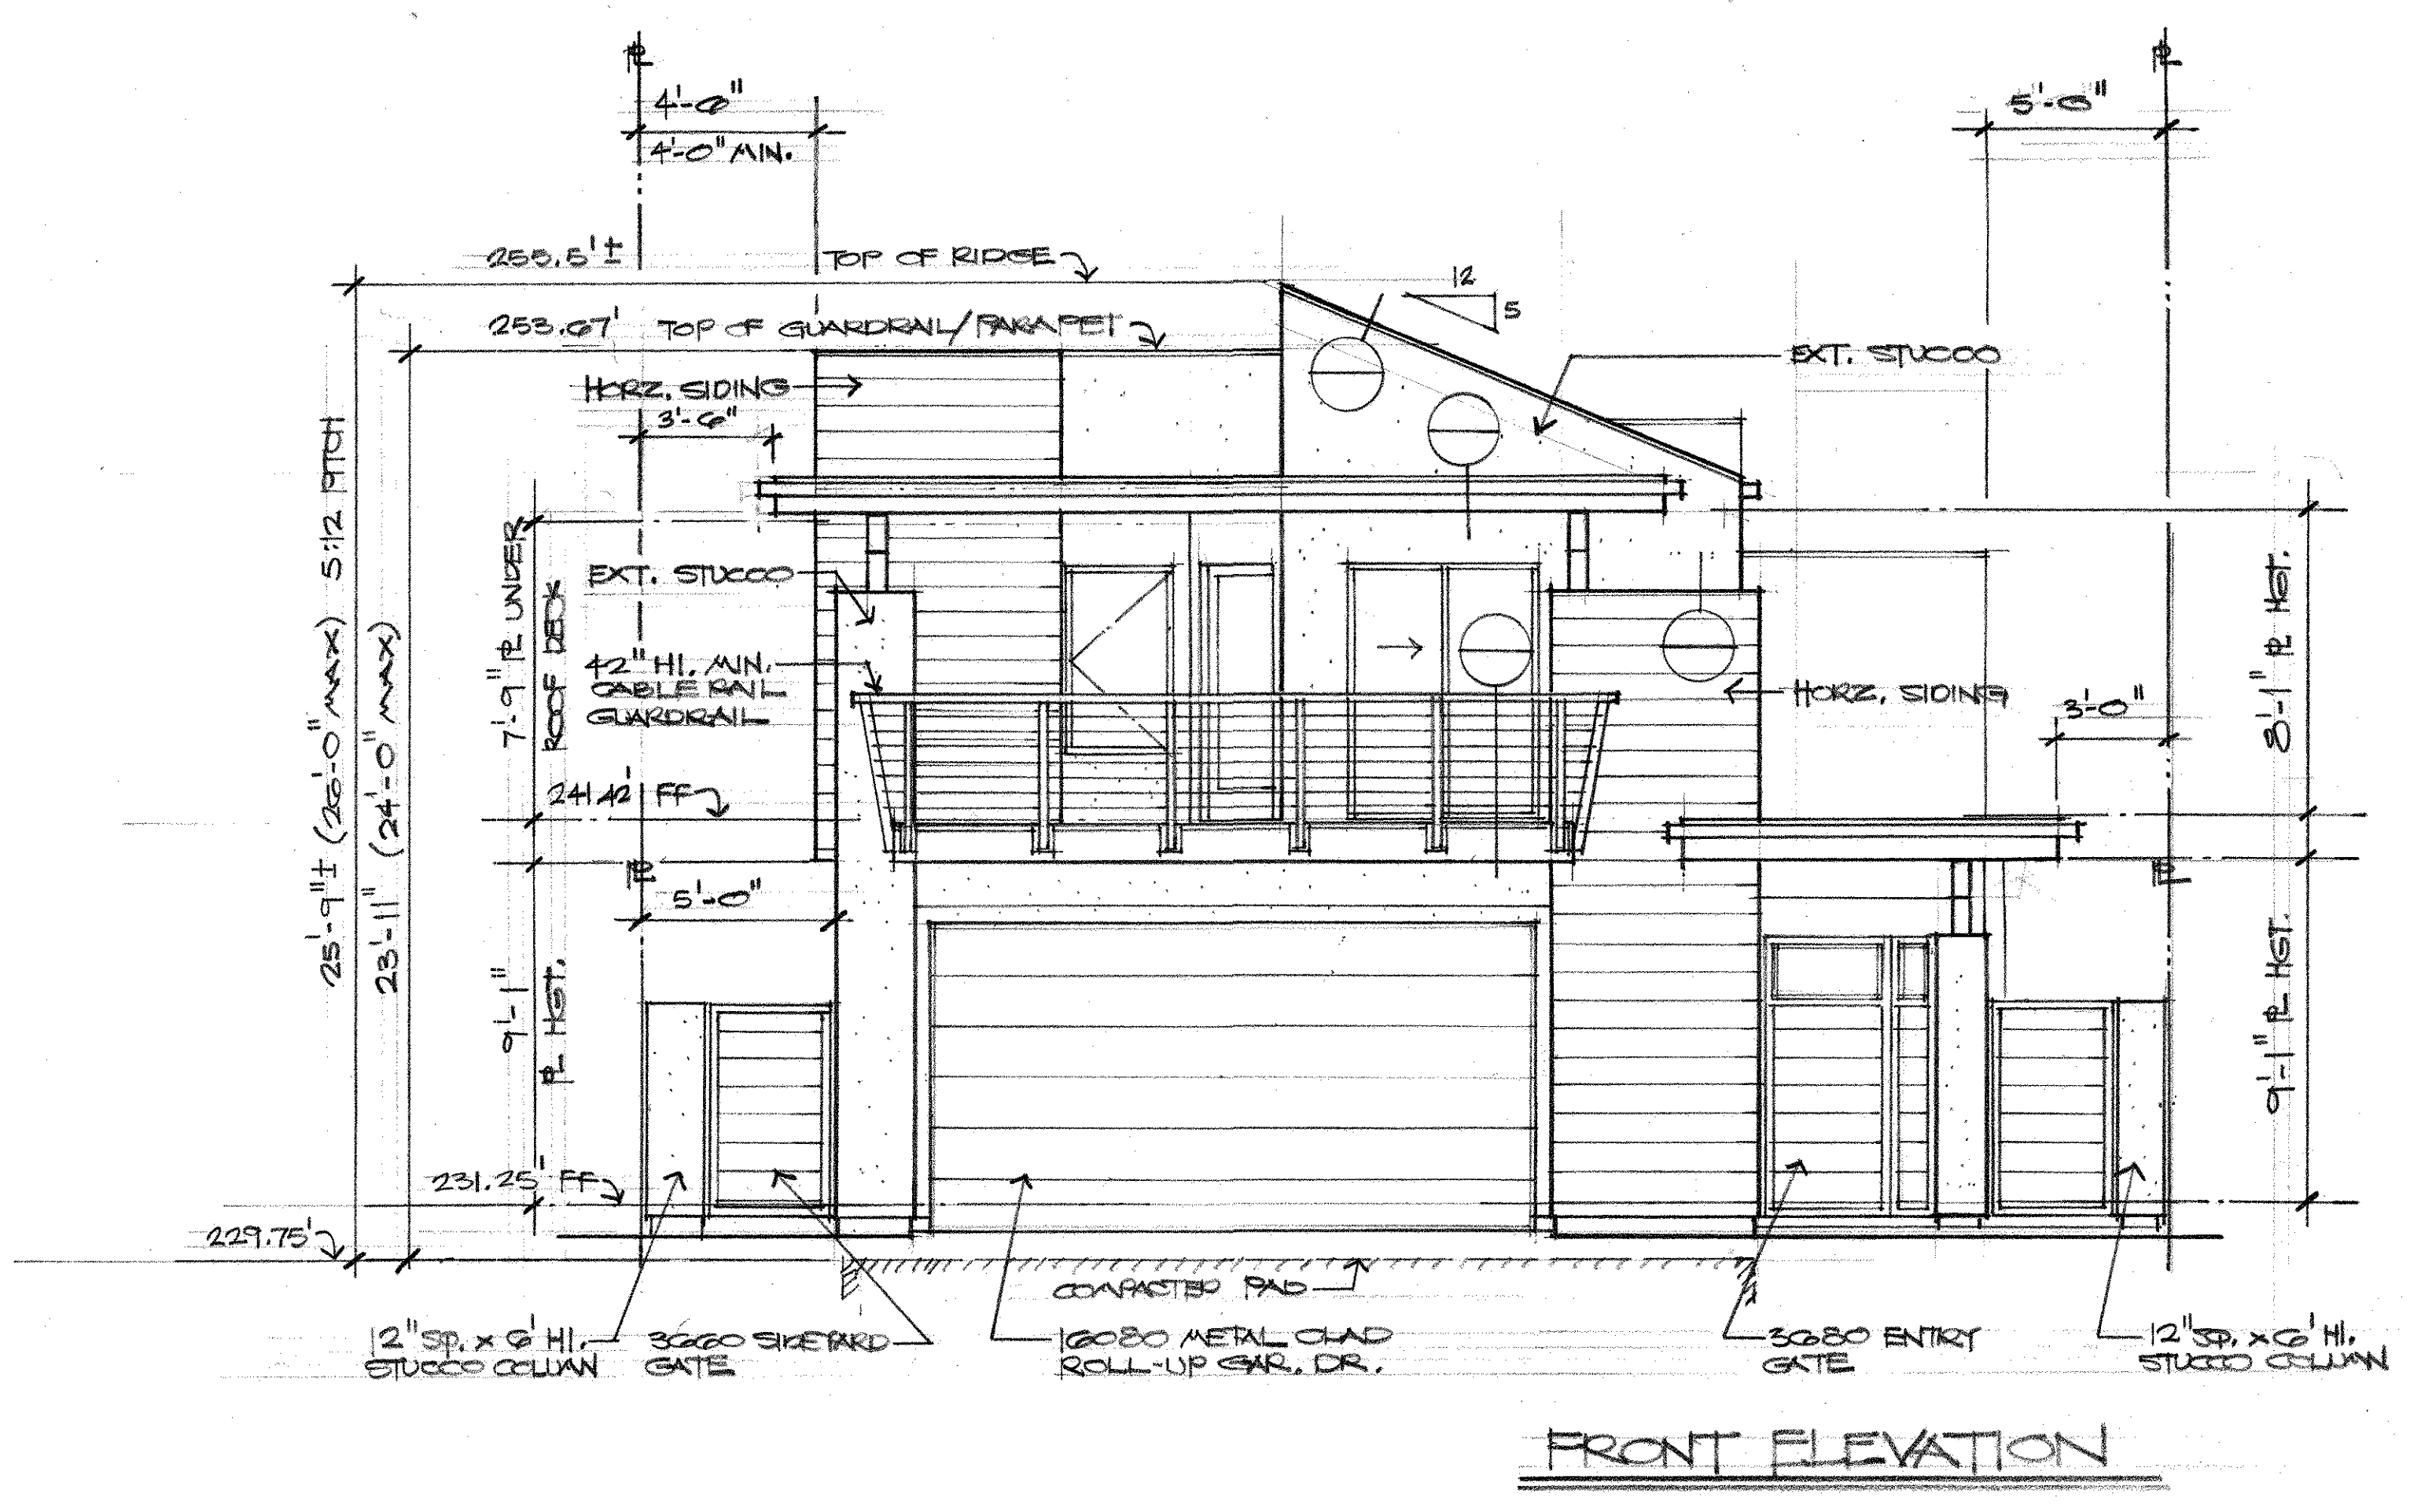 ℄
℄
4'-6"
5'-6"
4'-0" MIN.
255.5'±
TOP OF RIDGE
12
5
253.67'
TOP OF GUARDRAIL/PARAPET
EXT. STUCCO
HORZ. SIDING
3'-6"
25'-9"± (26'-0" MAX) 5:12 PITCH
23'-11" (24'-0" MAX)
7'-9" ℄ UNDER
ROOF DECK
EXT. STUCCO
42" HI. MIN.
CABLE RAIL
GUARDRAIL
HORZ. SIDING
3'-0"
8'-1" ℄ HGT.
241.42' FF
℄
℄
5'-0"
9'-1"
℄ HGT.
9'-1" ℄ HGT.
231.25' FF
229.75'
COMPACTED PAD
12" SQ. x 6' HI.
STUCCO COLUMN
3660 SIDEYARD
GATE
16080 METAL CLAD
ROLL-UP GAR. DR.
3680 ENTRY
GATE
12" SQ. x 6' HI.
STUCCO COLUMN
FRONT ELEVATION